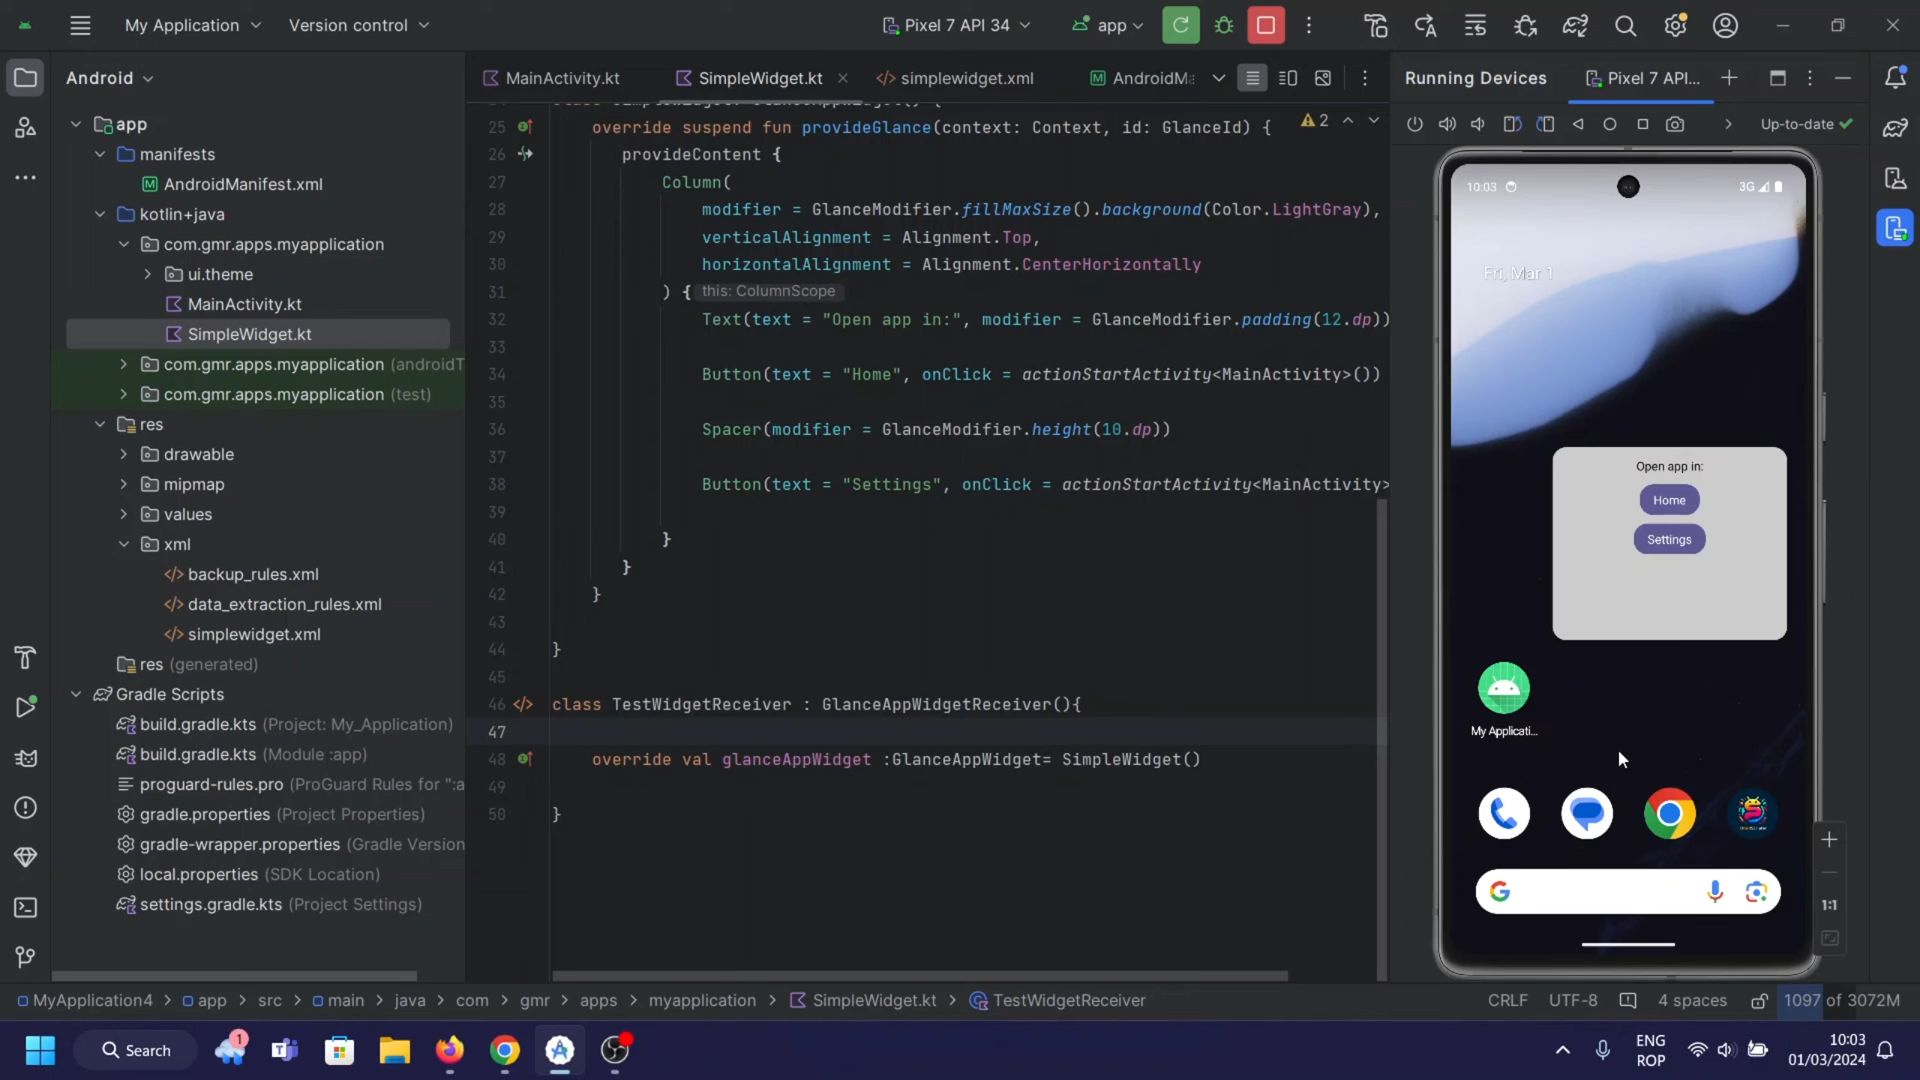 My Application
Version control
Pixel 7 API 34
app
Android
MainActivity.kt
SimpleWidget.kt
simplewidget.xml
AndroidM
Running Devices
Pixel 7 API...
Up-to-date
app
manifests
AndroidManifest.xml
kotlin+java
com.gmr.apps.myapplication
ui.theme
MainActivity.kt
SimpleWidget.kt
com.gmr.apps.myapplication (androidT
com.gmr.apps.myapplication (test)
res
drawable
mipmap
values
xml
backup_rules.xml
data_extraction_rules.xml
simplewidget.xml
res (generated)
Gradle Scripts
build.gradle.kts (Project: My_Application)
build.gradle.kts (Module :app)
proguard-rules.pro (ProGuard Rules for ":a
gradle.properties (Project Properties)
gradle-wrapper.properties (Gradle Version
local.properties (SDK Location)
settings.gradle.kts (Project Settings)
2
25 override suspend fun provideGlance(context: Context, id: GlanceId) {
26 provideContent {
27 Column(
28 modifier = GlanceModifier.fillMaxSize().background(Color.LightGray),
29 verticalAlignment = Alignment.Top,
30 horizontalAlignment = Alignment.CenterHorizontally
31 ) { this: ColumnScope
32 Text(text = "Open app in:", modifier = GlanceModifier.padding(12.dp))
33
34 Button(text = "Home", onClick = actionStartActivity<MainActivity>())
35
36 Spacer(modifier = GlanceModifier.height(10.dp))
37
38 Button(text = "Settings", onClick = actionStartActivity<MainActivity>
39
40 }
41 }
42 }
43
44 }
45
46 class TestWidgetReceiver : GlanceAppWidgetReceiver(){
47
48 override val glanceAppWidget :GlanceAppWidget= SimpleWidget()
49
50 }
10:03
3G
Fri, Mar 1
Open app in:
Home
Settings
My Applicati...
1:1
MyApplication4 > app > src > main > java > com > gmr > apps > myapplication > SimpleWidget.kt > TestWidgetReceiver
CRLF
UTF-8
4 spaces
1097 of 3072M
Search
1
ENG
ROP
10:03
01/03/2024